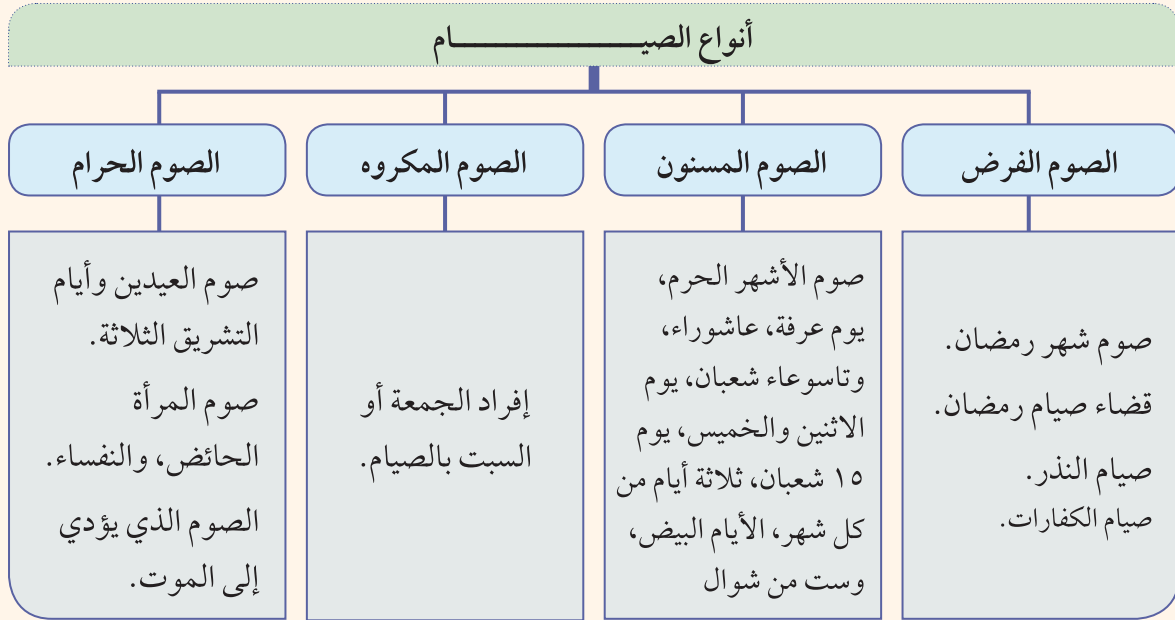 أنواع الصيـــــــــــــام
الصوم الفرض
صوم شهر رمضان.
قضاء صيام رمضان.
صيام النذر.
صيام الكفارات.
الصوم المسنون
صوم الأشهر الحرم،
يوم عرفة، عاشوراء،
وتاسوعاء شعبان، يوم
الاثنين والخميس، يوم
١٥ شعبان، ثلاثة أيام من
كل شهر، الأيام البيض،
وست من شوال
الصوم المكروه
إفراد الجمعة أو
السبت بالصيام.
الصوم الحرام
صوم العيدين وأيام
التشريق الثلاثة.
صوم المرأة
الحائض، والنفساء.
الصوم الذي يؤدي
إلى الموت.